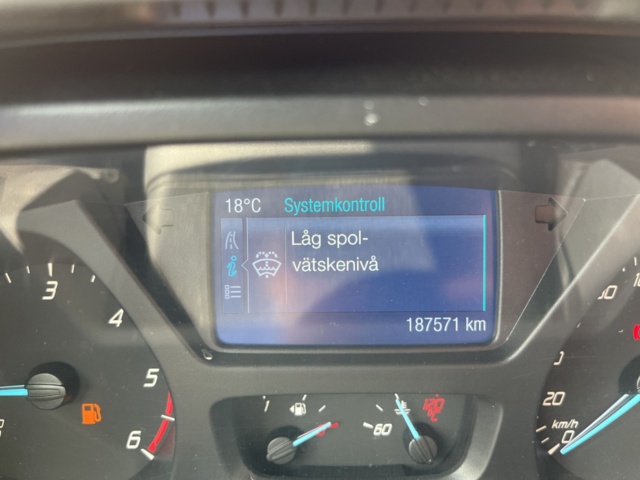 18°C Systemkontroll
Låg spol-
vätskenivå
187571 km
3
4
5
6
1
60
20
0
km/h